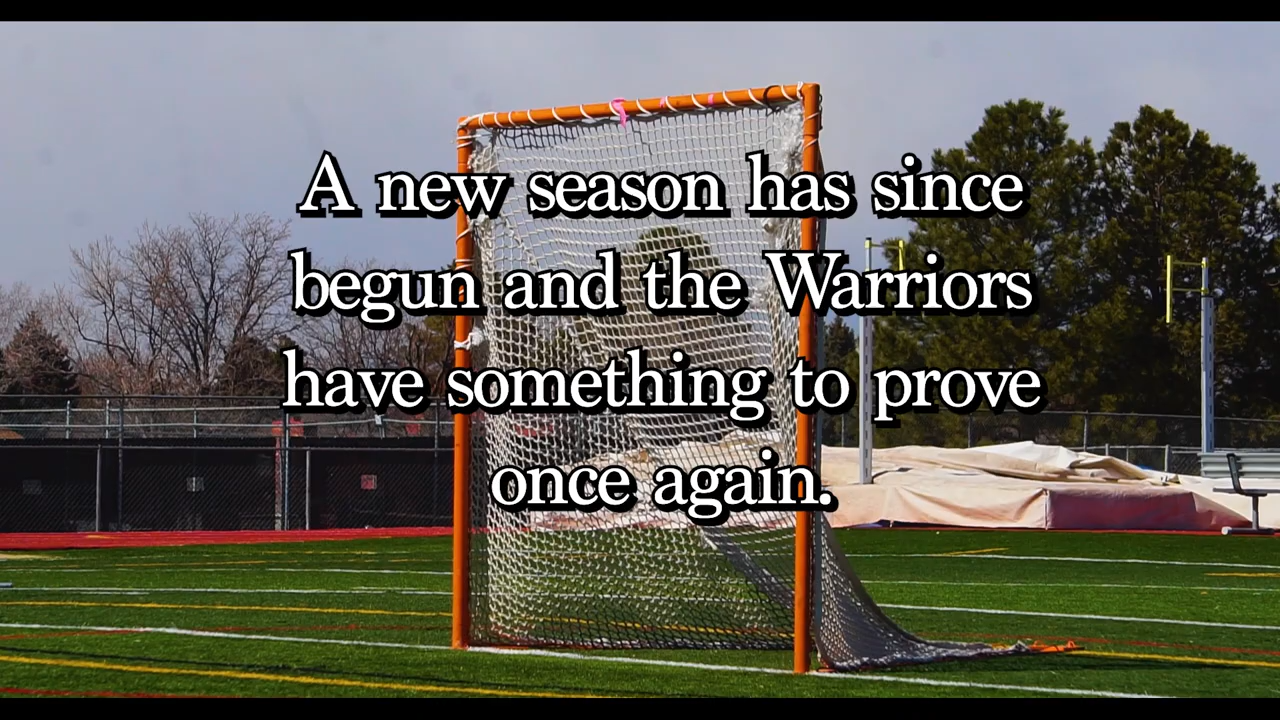 A new season has since
begun and the Warriors
have something to prove
once again.